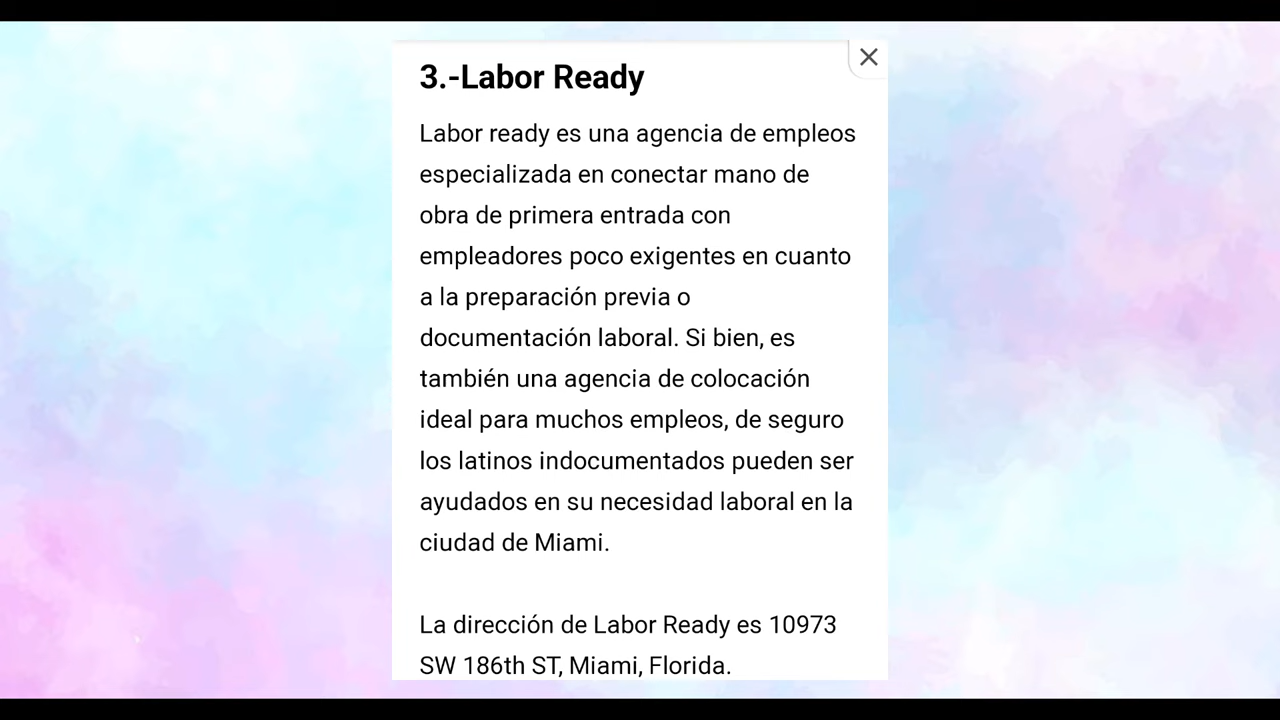 3.-Labor Ready
Labor ready es una agencia de empleos
especializada en conectar mano de
obra de primera entrada con
empleadores poco exigentes en cuanto
a la preparación previa o
documentación laboral. Si bien, es
también una agencia de colocación
ideal para muchos empleos, de seguro
los latinos indocumentados pueden ser
ayudados en su necesidad laboral en la
ciudad de Miami.
La dirección de Labor Ready es 10973
SW 186th ST, Miami, Florida.